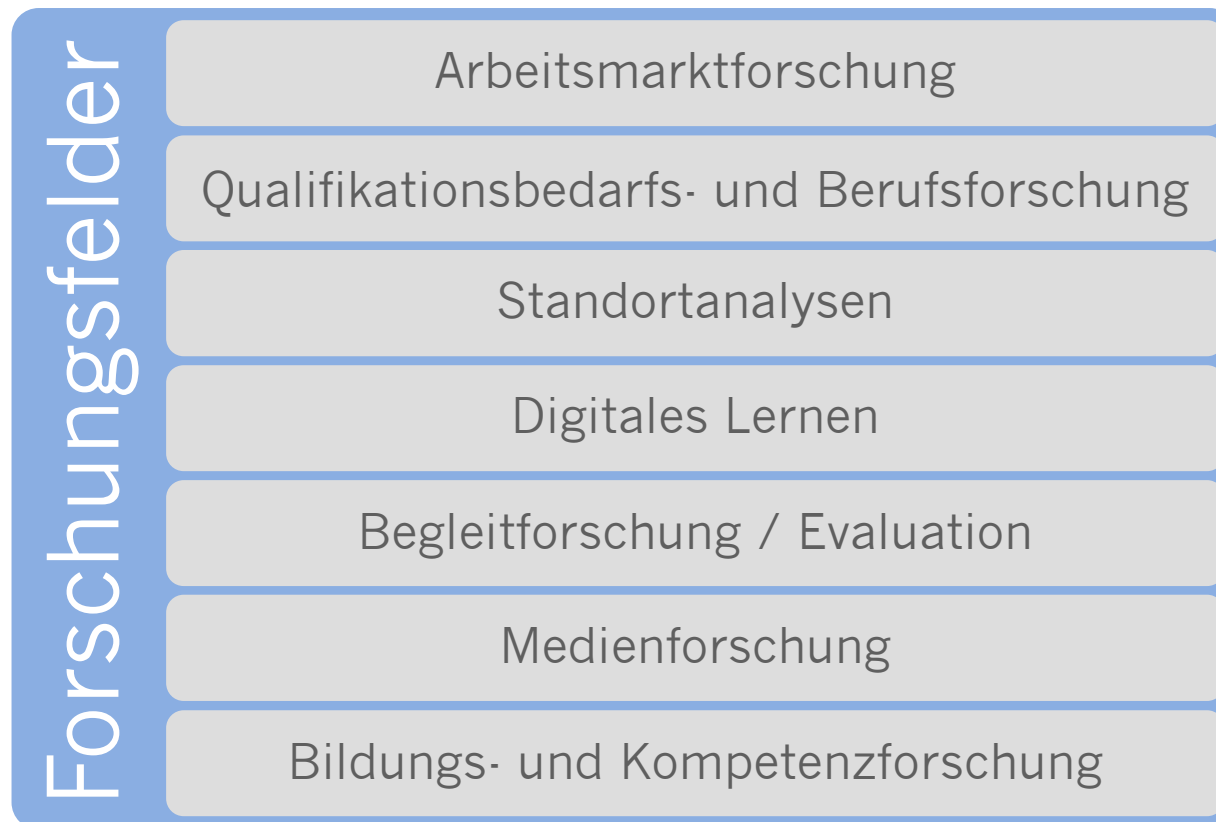 Forschungsfelder
Arbeitsmarktforschung
Qualifikationsbedarfs- und Berufsforschung
Standortanalysen
Digitales Lernen
Begleitforschung / Evaluation
Medienforschung
Bildungs- und Kompetenzforschung